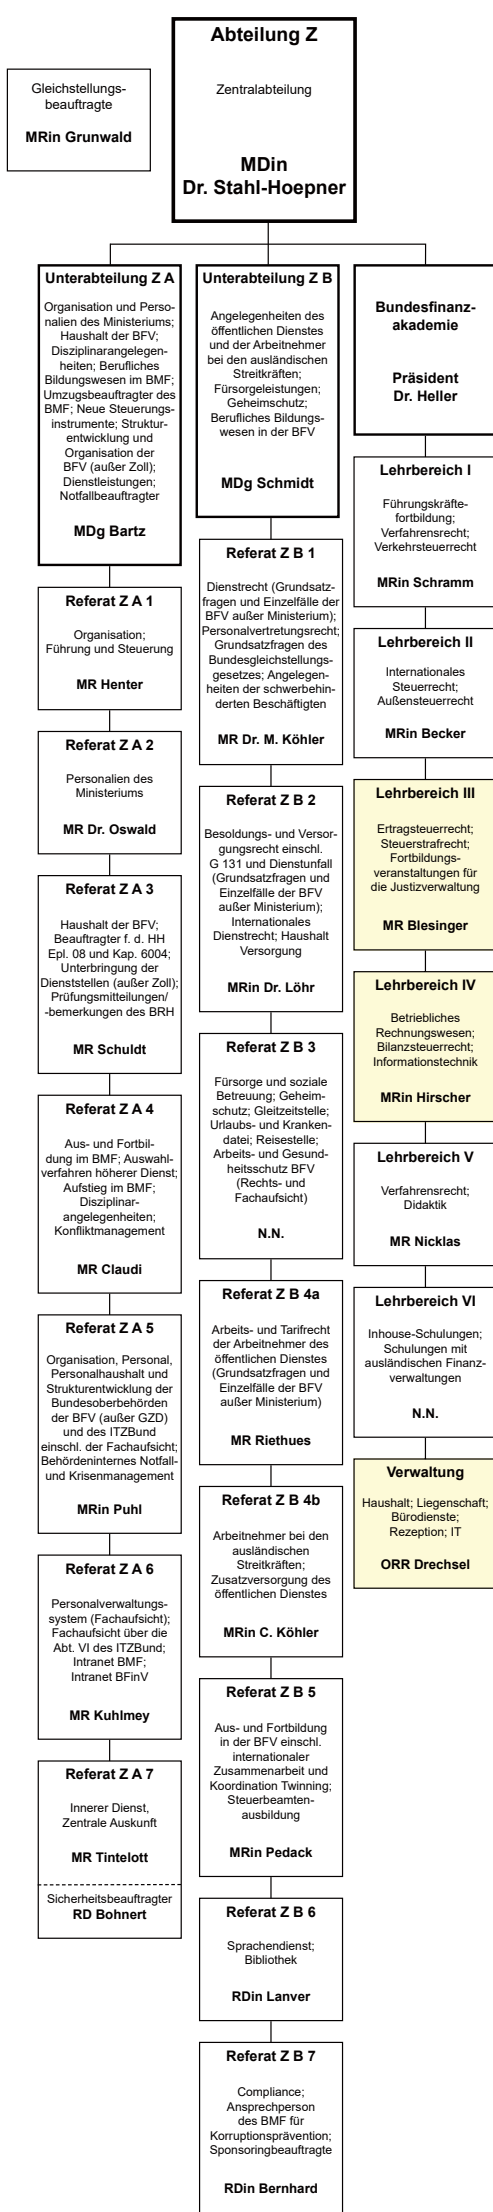 Abteilung Z
Zentralabteilung
MDin
Dr. Stahl-Hoepner
Gleichstellungs-
beauftragte
MRin Grunwald
Unterabteilung Z A
Organisation und Perso-
nalien des Ministeriums;
Haushalt der BFV;
Disziplinarangelegen-
heiten; Berufliches
Bildungswesen im BMF;
Umzugsbeauftragter des
BMF; Neue Steuerungs-
instrumente; Struktur-
entwicklung und
Organisation der
BFV (außer Zoll);
Dienstleistungen;
Notfallbeauftragter
MDg Bartz
Referat Z A 1
Organisation;
Führung und Steuerung
MR Henter
Referat Z A 2
Personalien des
Ministeriums
MR Dr. Oswald
Referat Z A 3
Haushalt der BFV;
Beauftragter f. d. HH
Epl. 08 und Kap. 6004;
Unterbringung der
Dienststellen (außer Zoll);
Prüfungsmitteilungen/
-bemerkungen des BRH
MR Schuldt
Referat Z A 4
Aus- und Fortbil-
dung im BMF; Auswahl-
verfahren höherer Dienst;
Aufstieg im BMF;
Disziplinar-
angelegenheiten;
Konfliktmanagement
MR Claudi
Referat Z A 5
Organisation, Personal,
Personalhaushalt und
Strukturentwicklung der
Bundesoberbehörden
der BFV (außer GZD)
und des ITZBund
einschl. der Fachaufsicht;
Behördeninternes Notfall-
und Krisenmanagement
MRin Puhl
Referat Z A 6
Personalverwaltungs-
system (Fachaufsicht);
Fachaufsicht über die
Abt. VI des ITZBund;
Intranet BMF;
Intranet BFinV
MR Kuhlmey
Referat Z A 7
Innerer Dienst,
Zentrale Auskunft
MR Tintelott
Sicherheitsbeauftragter
RD Bohnert
Unterabteilung Z B
Angelegenheiten des
öffentlichen Dienstes
und der Arbeitnehmer
bei den ausländischen
Streitkräften;
Fürsorgeleistungen;
Geheimschutz;
Berufliches Bildungs-
wesen in der BFV
MDg Schmidt
Referat Z B 1
Dienstrecht (Grundsatz-
fragen und Einzelfälle der
BFV außer Ministerium);
Personalvertretungsrecht;
Grundsatzfragen des
Bundesgleichstellungs-
gesetzes; Angelegen-
heiten der schwerbehin-
derten Beschäftigten
MR Dr. M. Köhler
Referat Z B 2
Besoldungs- und Versor-
gungsrecht einschl.
G 131 und Dienstunfall
(Grundsatzfragen und
Einzelfälle der BFV
außer Ministerium);
Internationales
Dienstrecht; Haushalt
Versorgung
MRin Dr. Löhr
Referat Z B 3
Fürsorge und soziale
Betreuung; Geheim-
schutz; Gleitzeitstelle;
Urlaubs- und Kranken-
datei; Reisestelle;
Arbeits- und Gesund-
heitsschutz BFV
(Rechts- und
Fachaufsicht)
N.N.
Referat Z B 4a
Arbeits- und Tarifrecht
der Arbeitnehmer des
öffentlichen Dienstes
(Grundsatzfragen und
Einzelfälle der BFV
außer Ministerium)
MR Riethues
Referat Z B 4b
Arbeitnehmer bei den
ausländischen
Streitkräften;
Zusatzversorgung des
öffentlichen Dienstes
MRin C. Köhler
Referat Z B 5
Aus- und Fortbildung
in der BFV einschl.
internationaler
Zusammenarbeit und
Koordination Twinning;
Steuerbeamten-
ausbildung
MRin Pedack
Referat Z B 6
Sprachendienst;
Bibliothek
RDin Lanver
Referat Z B 7
Compliance;
Ansprechperson
des BMF für
Korruptionsprävention;
Sponsoringbeauftragte
RDin Bernhard
Bundesfinanz-
akademie
Präsident
Dr. Heller
Lehrbereich I
Führungskräfte-
fortbildung;
Verfahrensrecht;
Verkehrsteuerrecht
MRin Schramm
Lehrbereich II
Internationales
Steuerrecht;
Außensteuerrecht
MRin Becker
Lehrbereich III
Ertragsteuerrecht;
Steuerstrafrecht;
Fortbildungs-
veranstaltungen für
die Justizverwaltung
MR Blesinger
Lehrbereich IV
Betriebliches
Rechnungswesen;
Bilanzsteuerrecht;
Informationstechnik
MRin Hirscher
Lehrbereich V
Verfahrensrecht;
Didaktik
MR Nicklas
Lehrbereich VI
Inhouse-Schulungen;
Schulungen mit
ausländischen Finanz-
verwaltungen
N.N.
Verwaltung
Haushalt; Liegenschaft;
Bürodienste;
Rezeption; IT
ORR Drechsel